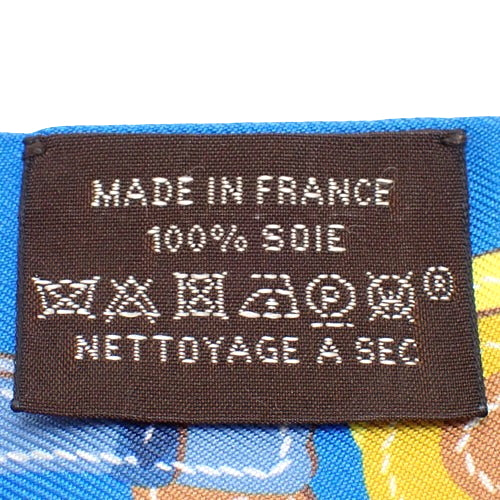 MADE IN FRANCE
100% SOIE
P ®
NETTOYAGE A SEC